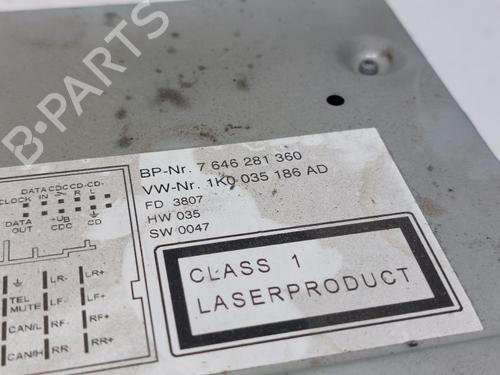 B-PARTS
BP-Nr. 7 646 281 360
VW-Nr. 1K0 035 186 AD
FD 3807
HW 035
SW 0047
CLASS 1
LASERPRODUCT
DATA CDC CD- CD-
CLOCK IN R L
DATA OUT +UB CDC CD
LR- LR+
TEL MUTE LF- LF+
CAN/L RF- RF+
CAN/H RR- RR+